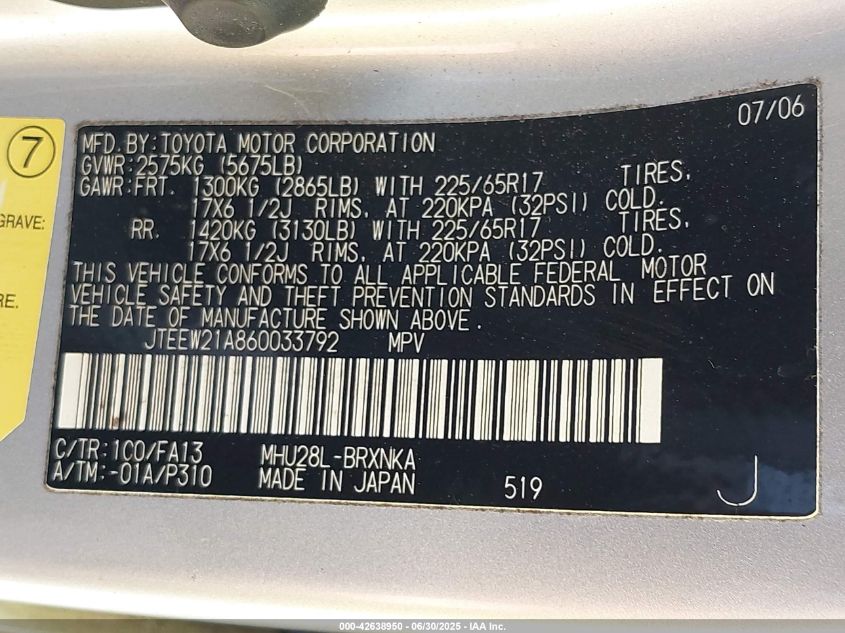 07/06
7
MFD.BY:TOYOTA MOTOR CORPORATION
GVWR:2575KG (5675LB)
GAWR:FRT. 1300KG (2865LB) WITH 225/65R17 TIRES,
17X6 1/2J RIMS, AT 220KPA (32PSI) COLD.
RR. 1420KG (3130LB) WITH 225/65R17 TIRES,
17X6 1/2J RIMS, AT 220KPA (32PSI) COLD.
THIS VEHICLE CONFORMS TO ALL APPLICABLE FEDERAL MOTOR
VEHICLE SAFETY AND THEFT PREVENTION STANDARDS IN EFFECT ON
THE DATE OF MANUFACTURE SHOWN ABOVE.
JTEEW21A860033792 MPV
C/TR:1C0/FA13 MHU28L-BRXNKA
A/TM:-01A/P310 MADE IN JAPAN 519 J
GRAVE:
RE.
000-42638950 - 06/30/2025 - IAA Inc.